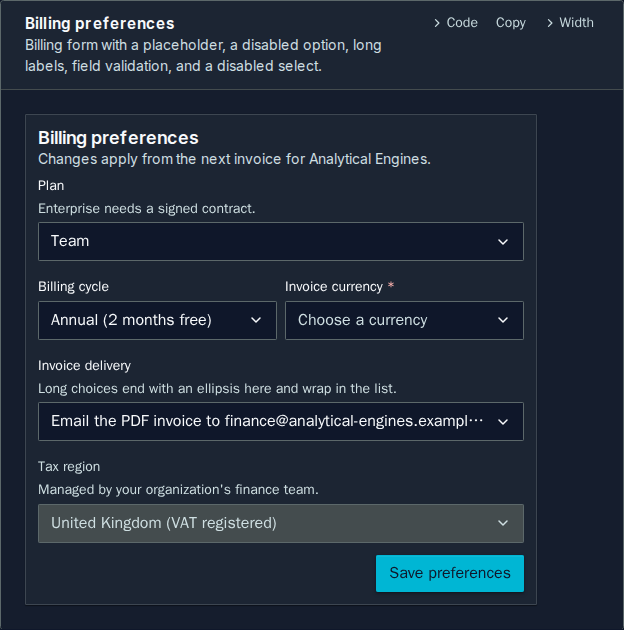 Billing preferences
Code Copy Width
Billing form with a placeholder, a disabled option, long
labels, field validation, and a disabled select.
Billing preferences
Changes apply from the next invoice for Analytical Engines.
Plan
Enterprise needs a signed contract.
Team
Billing cycle
Invoice currency *
Annual (2 months free)
Choose a currency
Invoice delivery
Long choices end with an ellipsis here and wrap in the list.
Email the PDF invoice to finance@analytical-engines.exampl…
Tax region
Managed by your organization's finance team.
United Kingdom (VAT registered)
Save preferences